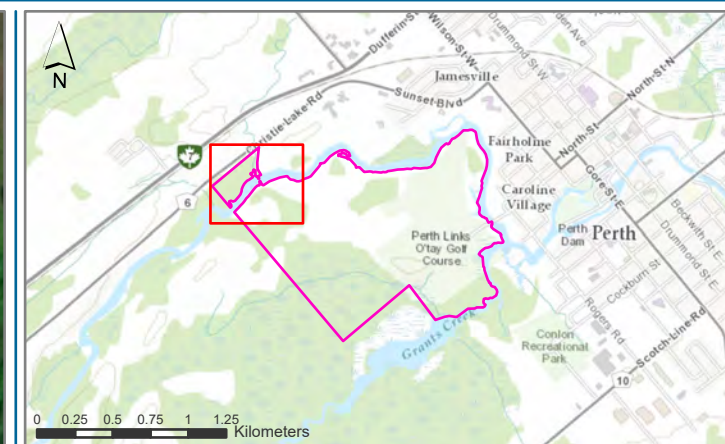 N
Dufferin St
Wilson St W
Drummond St W
den Ave
North St N
Jamesville
Christie Lake Rd
Sunset Blvd
7
6
Fairholme
Park
North St
Gore St E
Caroline
Village
Perth Links
O'tay Golf
Course
Perth
Dam
Perth
Beckwith St E
Drummond St E
Cockburn St
Rogers Rd
Grants Creek
Conlon
Recreational
Park
Scotch Line Rd
10
0 0.25 0.5 0.75 1 1.25
Kilometers